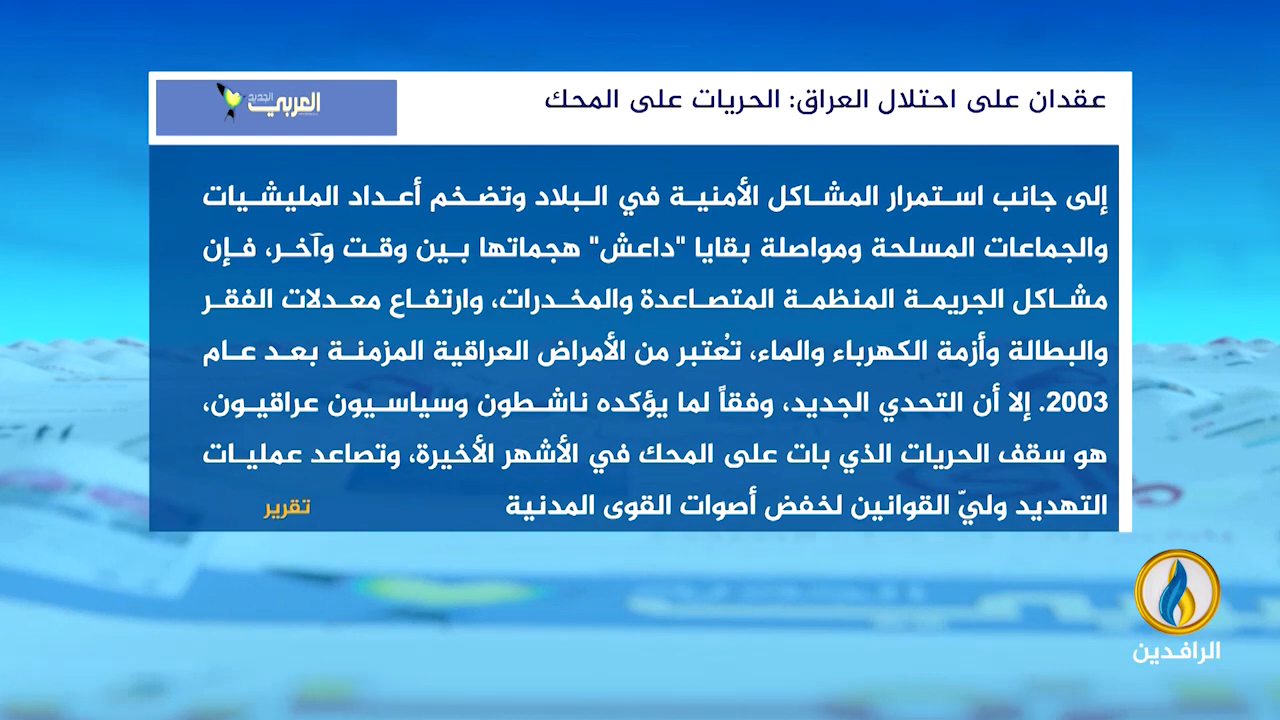 عقدان على احتلال العراق: الحريات على المحك
العربي الجديد
إلى جانب استمرار المشاكل الأمنية في البلاد وتضخم أعداد المليشيات
والجماعات المسلحة ومواصلة بقايا "داعش" هجماتها بين وقت وآخر، فإن
مشاكل الجريمة المنظمة المتصاعدة والمخدرات، وارتفاع معدلات الفقر
والبطالة وأزمة الكهرباء والماء، تُعتبر من الأمراض العراقية المزمنة بعد عام
2003. إلا أن التحدي الجديد، وفقاً لما يؤكده ناشطون وسياسيون عراقيون،
هو سقف الحريات الذي بات على المحك في الأشهر الأخيرة، وتصاعد عمليات
التهديد وليّ القوانين لخفض أصوات القوى المدنية
تقرير
الرافدين